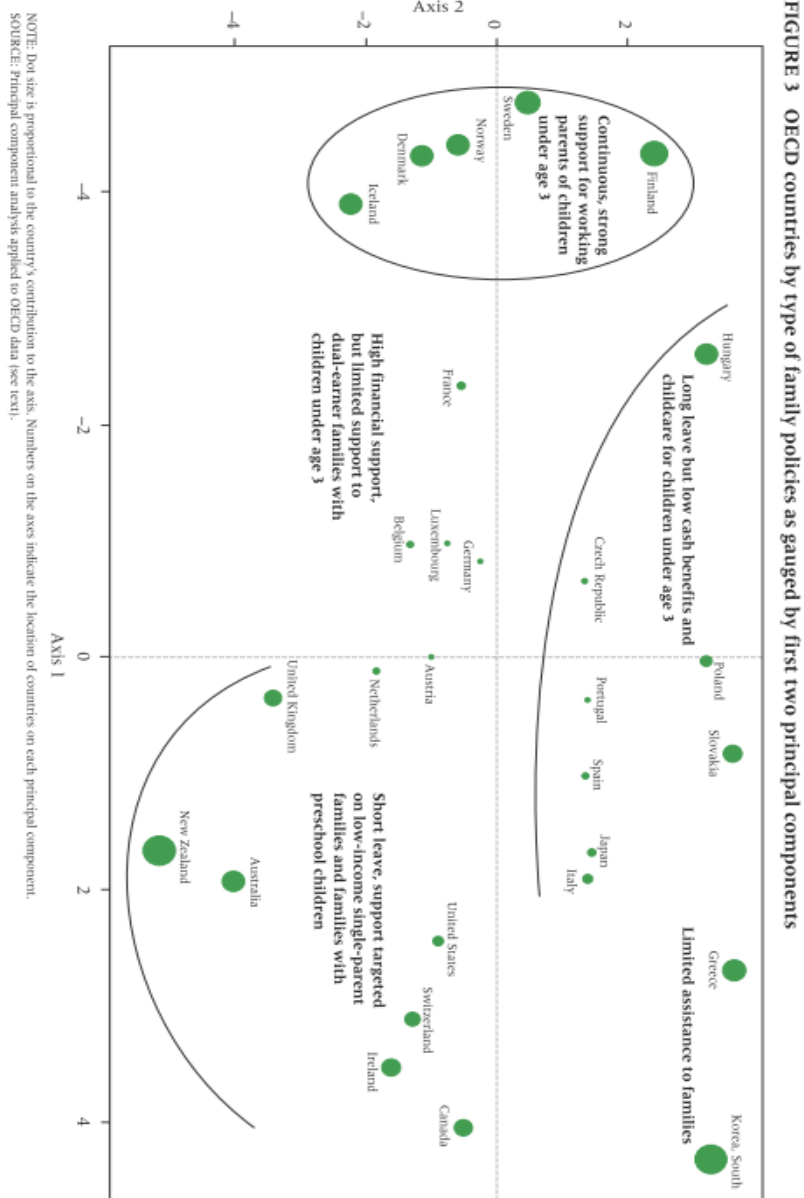 FIGURE 3 OECD countries by type of family policies as gauged by first two principal components
Axis 2
2
0
–2
–4
Finland
Continuous, strong
support for working
parents of children
under age 3
Sweden
Norway
Denmark
Iceland
Hungary
Long leave but low cash benefits and
childcare for children under age 3
Czech Republic
Poland
Slovakia
Portugal
Spain
Japan
Italy
Greece
Limited assistance to families
Korea, South
France
High financial support,
but limited support to
dual-earner families with
children under age 3
Germany
Luxembourg
Belgium
Austria
Netherlands
United Kingdom
Short leave, support targeted
on low-income single-parent
families and families with
preschool children
New Zealand
Australia
United States
Switzerland
Ireland
Canada
-4
-2
0
2
4
Axis 1
NOTE: Dot size is proportional to the country's contribution to the axis. Numbers on the axes indicate the location of countries on each principal component.
SOURCE: Principal component analysis applied to OECD data (see text).